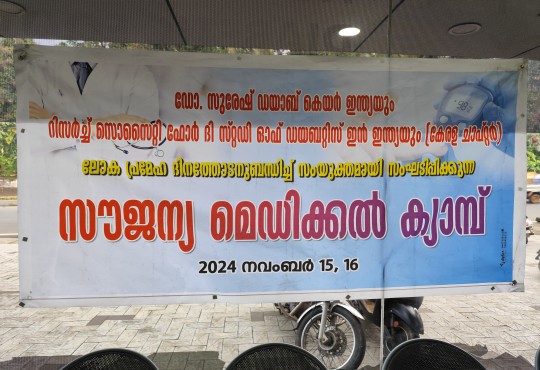 ഡോ. സുരേഷ് ഡയാബ് കെയർ ഇന്ത്യയും
റിസർച്ച് സൊസൈറ്റി ഫോർ ദി സ്റ്റഡി ഓഫ് ഡയബറ്റിസ് ഇൻ ഇന്ത്യയും (കേരള ചാപ്റ്റർ)
ലോക പ്രമേഹ ദിനത്തോടനുബന്ധിച്ച് സംയുക്തമായി സംഘടിപ്പിക്കുന്ന
സൗജന്യ മെഡിക്കൽ ക്യാമ്പ്
2024 നവംബർ 15, 16